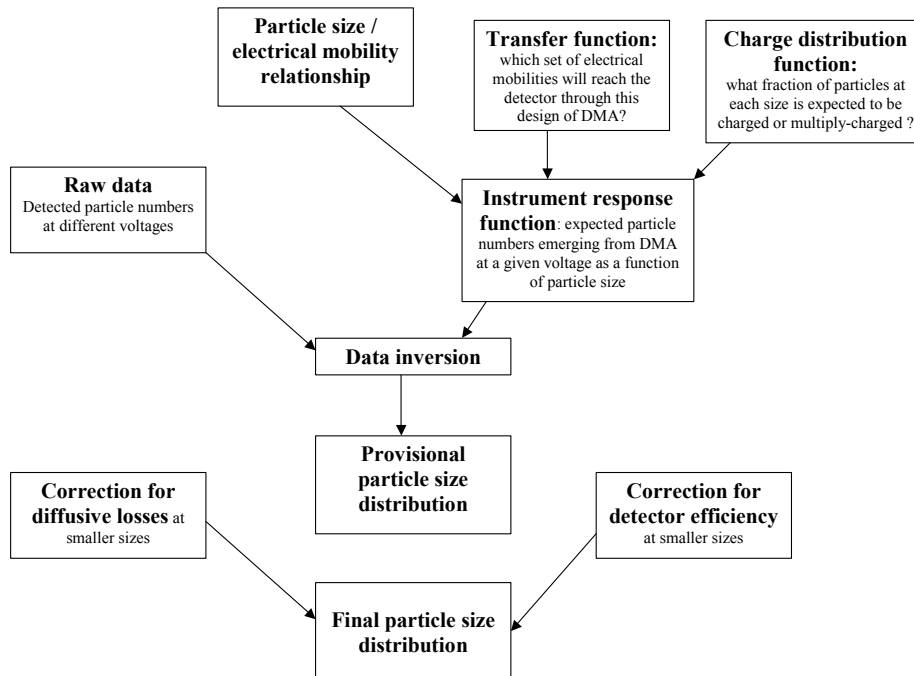 Particle size /
electrical mobility
relationship
Transfer function:
which set of electrical
mobilities will reach the
detector through this
design of DMA?
Charge distribution
function:
what fraction of particles at
each size is expected to be
charged or multiply-charged ?
Raw data
Detected particle numbers
at different voltages
Instrument response
function: expected particle
numbers emerging from DMA
at a given voltage as a function
of particle size
Data inversion
Provisional
particle size
distribution
Correction for
diffusive losses at
smaller sizes
Correction for
detector efficiency
at smaller sizes
Final particle size
distribution